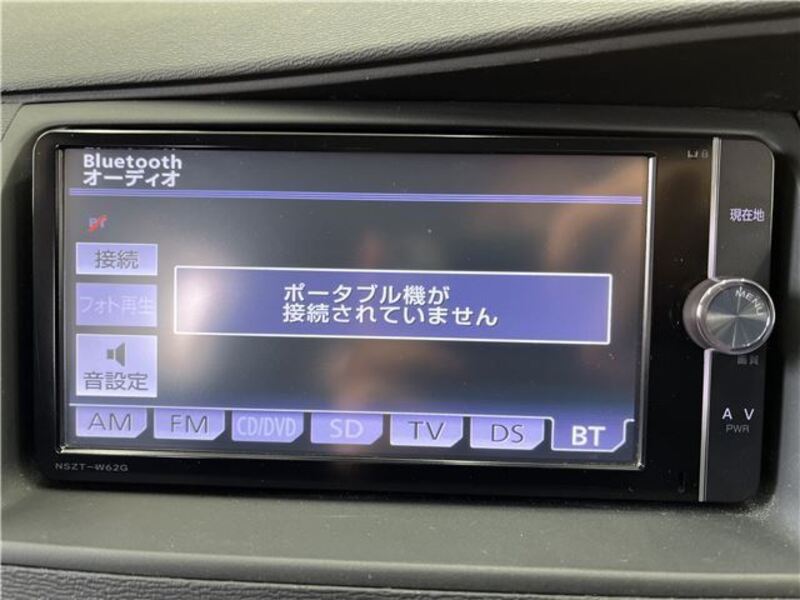 Bluetooth
オーディオ
現在地
BT
接続
フォト再生
ポータブル機が
接続されていません
MENU
音設定
AM
FM
CD/DVD
SD
TV
DS
BT
A V
PWR
NSZT-W62G